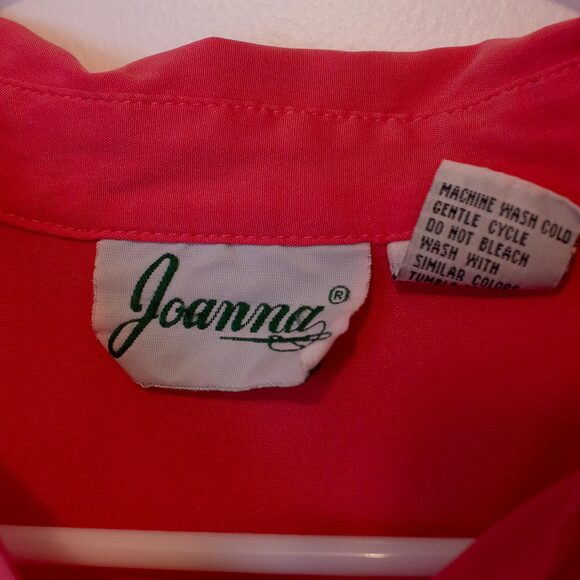 Joanna®
MACHINE WASH COLD
GENTLE CYCLE
DO NOT BLEACH
WASH WITH
SIMILAR COLORS